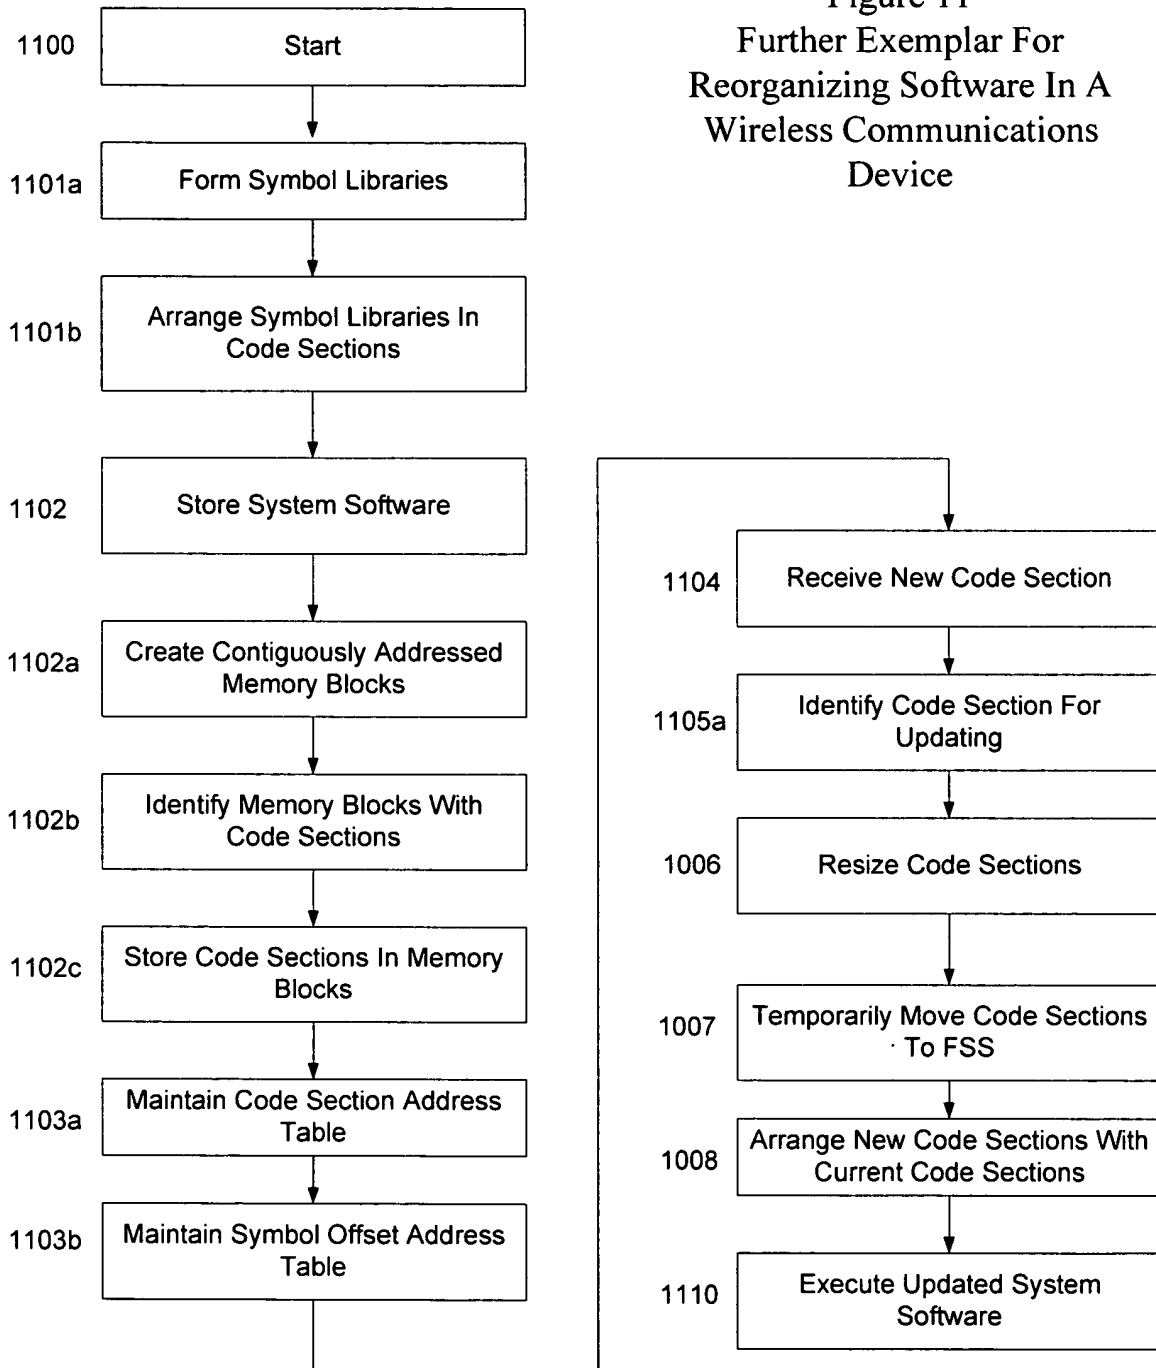 Figure 11
Further Exemplar For
Reorganizing Software In A
Wireless Communications
Device
1100
Start
1101a
Form Symbol Libraries
1101b
Arrange Symbol Libraries In
Code Sections
1102
Store System Software
1102a
Create Contiguously Addressed
Memory Blocks
1102b
Identify Memory Blocks With
Code Sections
1102c
Store Code Sections In Memory
Blocks
1103a
Maintain Code Section Address
Table
1103b
Maintain Symbol Offset Address
Table
1104
Receive New Code Section
1105a
Identify Code Section For
Updating
1006
Resize Code Sections
1007
Temporarily Move Code Sections
To FSS
1008
Arrange New Code Sections With
Current Code Sections
1110
Execute Updated System
Software